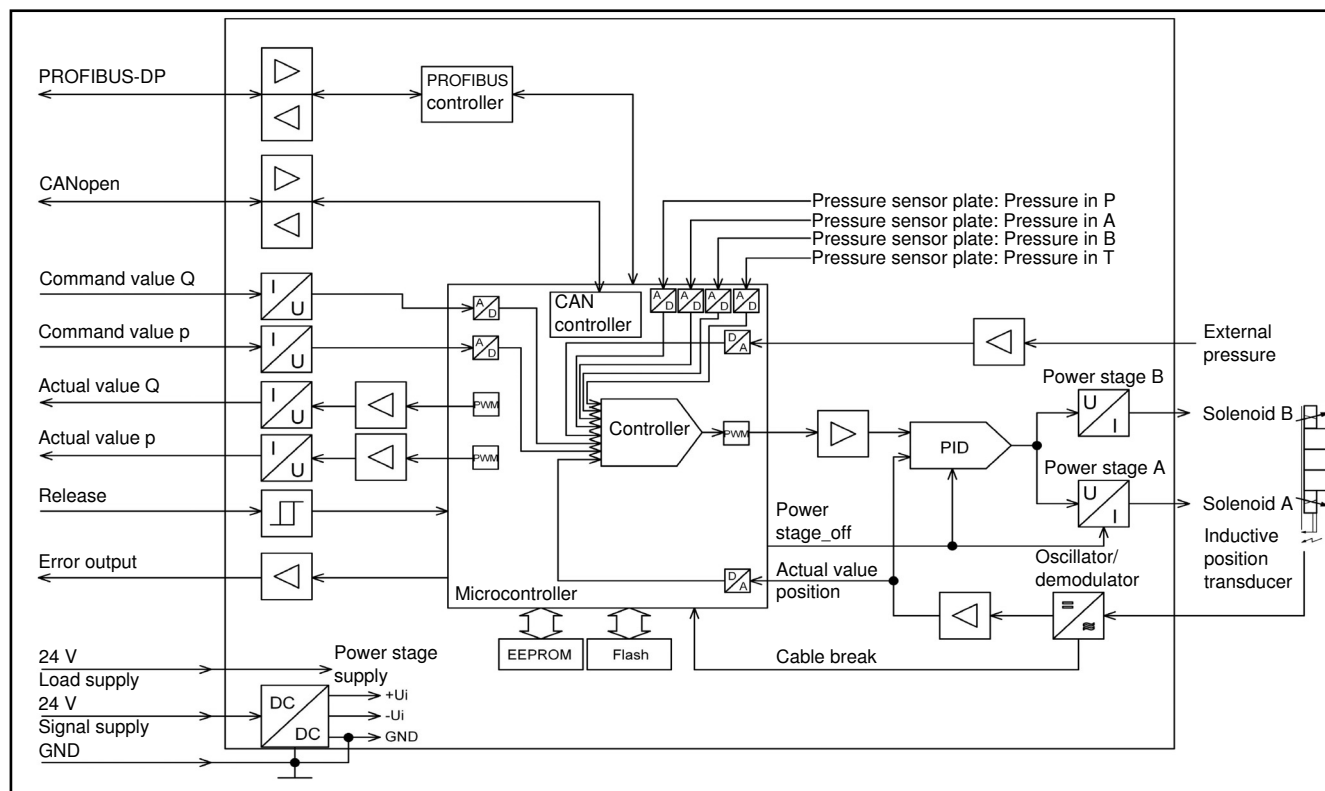 PROFIBUS-DP
PROFIBUS
controller
CANopen
Pressure sensor plate: Pressure in P
Pressure sensor plate: Pressure in A
Pressure sensor plate: Pressure in B
Pressure sensor plate: Pressure in T
Command value Q
I
U
A
D
CAN
controller
A
D
A
D
A
D
A
D
Command value p
I
U
A
D
D
A
External
pressure
Actual value Q
I
U
PWM
Controller
PWM
PID
Power stage B
U
I
Solenoid B
Actual value p
I
U
PWM
Power stage A
U
I
Solenoid A
Release
Power
stage_off
Inductive
position
transducer
Error output
Microcontroller
D
A
Actual value
position
Oscillator/
demodulator
=
≈
EEPROM
Flash
Cable break
24 V
Load supply
Power stage
supply
24 V
Signal supply
DC
DC
+Ui
-Ui
GND
GND